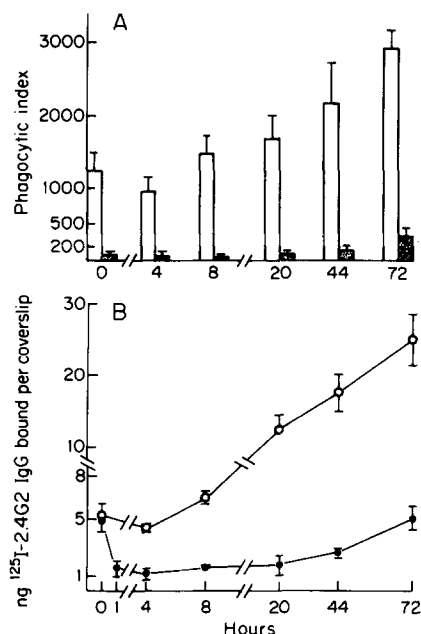 A
Phagocytic index
3000
2000
1000
500
200
0 4 8 20 44 72
B
ng ¹²⁵I-2.4G2 IgG bound per coverslip
30
20
10
8
5
1
0 1 4 8 20 44 72
Hours